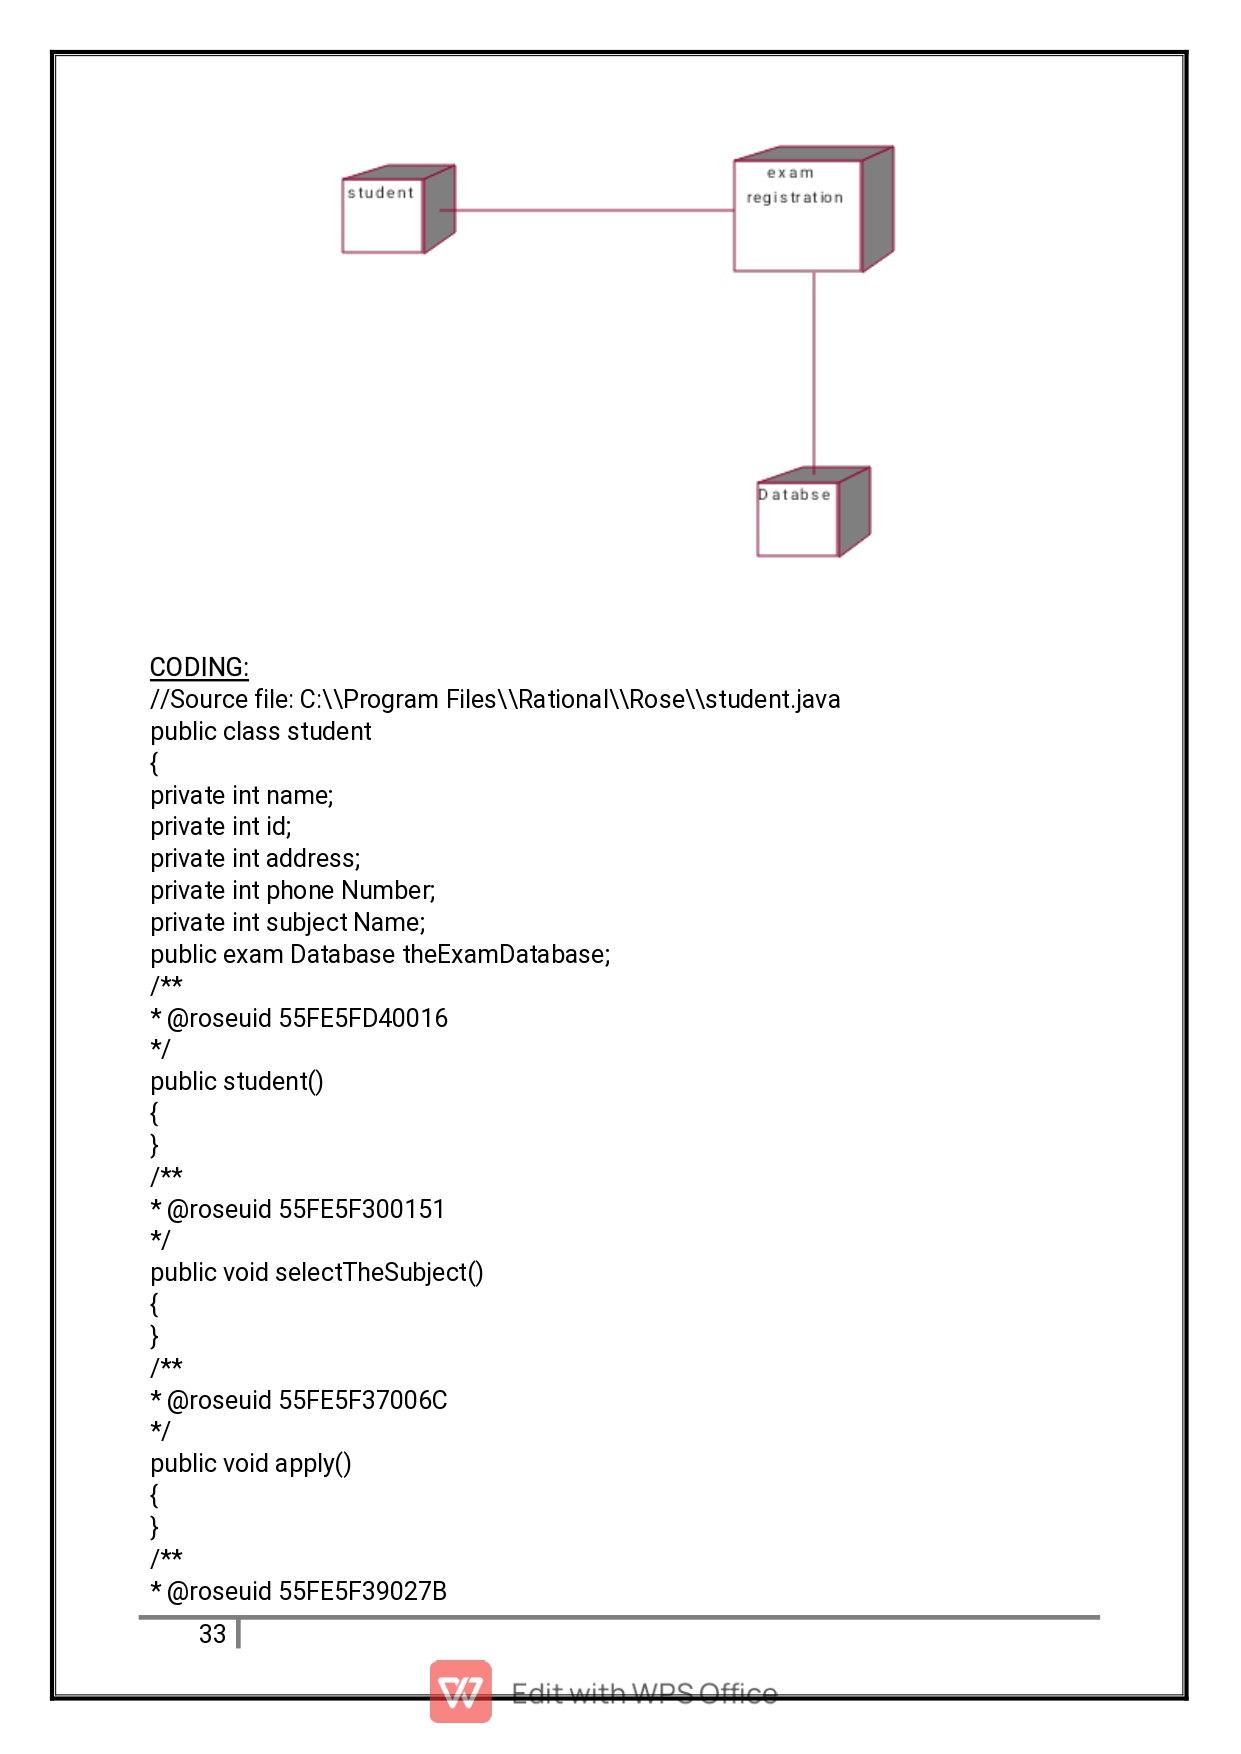 student
exam
registration
Databse
CODING:
//Source file: C:\\Program Files\\Rational\\Rose\\student.java
public class student
{
private int name;
private int id;
private int address;
private int phone Number;
private int subject Name;
public exam Database theExamDatabase;
/**
* @roseuid 55FE5FD40016
*/
public student()
{
}
/**
* @roseuid 55FE5F300151
*/
public void selectTheSubject()
{
}
/**
* @roseuid 55FE5F37006C
*/
public void apply()
{
}
/**
* @roseuid 55FE5F39027B
33
Edit with WPS Office